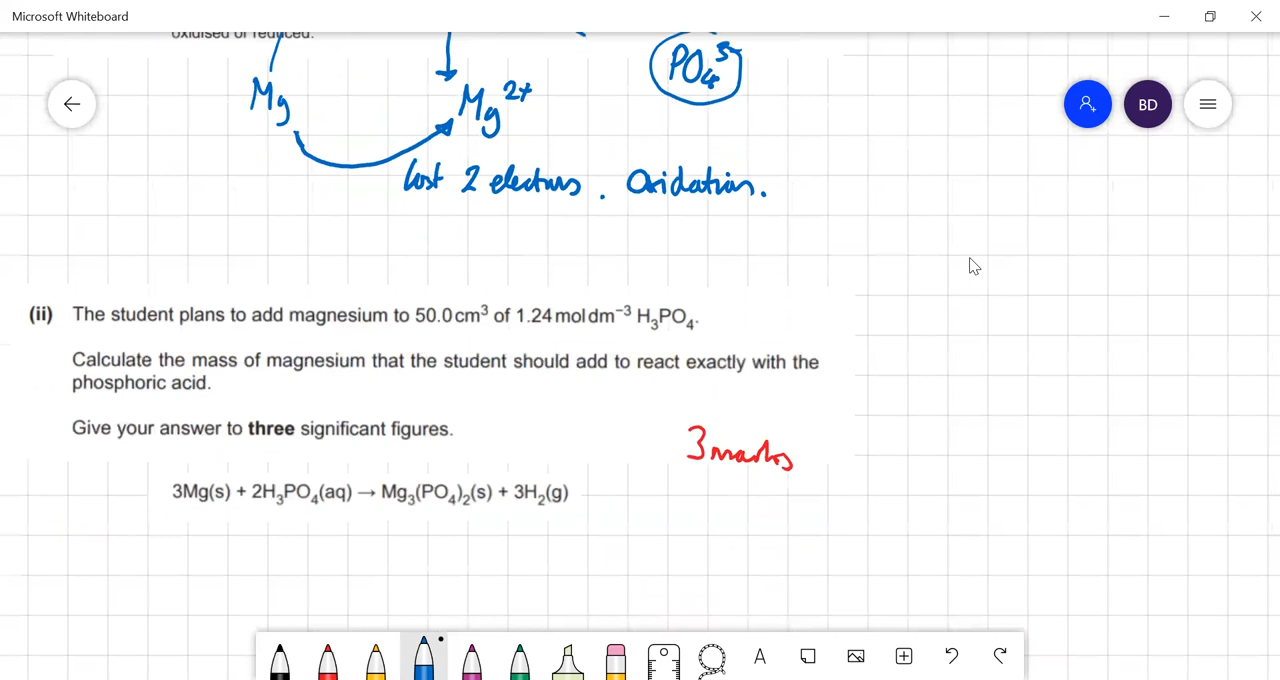 Microsoft Whiteboard
oxidised or reduced.
PO₄³⁻
Mg
Mg²⁺
BD
Lost 2 electrons. Oxidation.
(ii) The student plans to add magnesium to 50.0 cm³ of 1.24 mol dm⁻³ H₃PO₄.
Calculate the mass of magnesium that the student should add to react exactly with the
phosphoric acid.
Give your answer to three significant figures.
3 marks
3Mg(s) + 2H₃PO₄(aq) → Mg₃(PO₄)₂(s) + 3H₂(g)
A